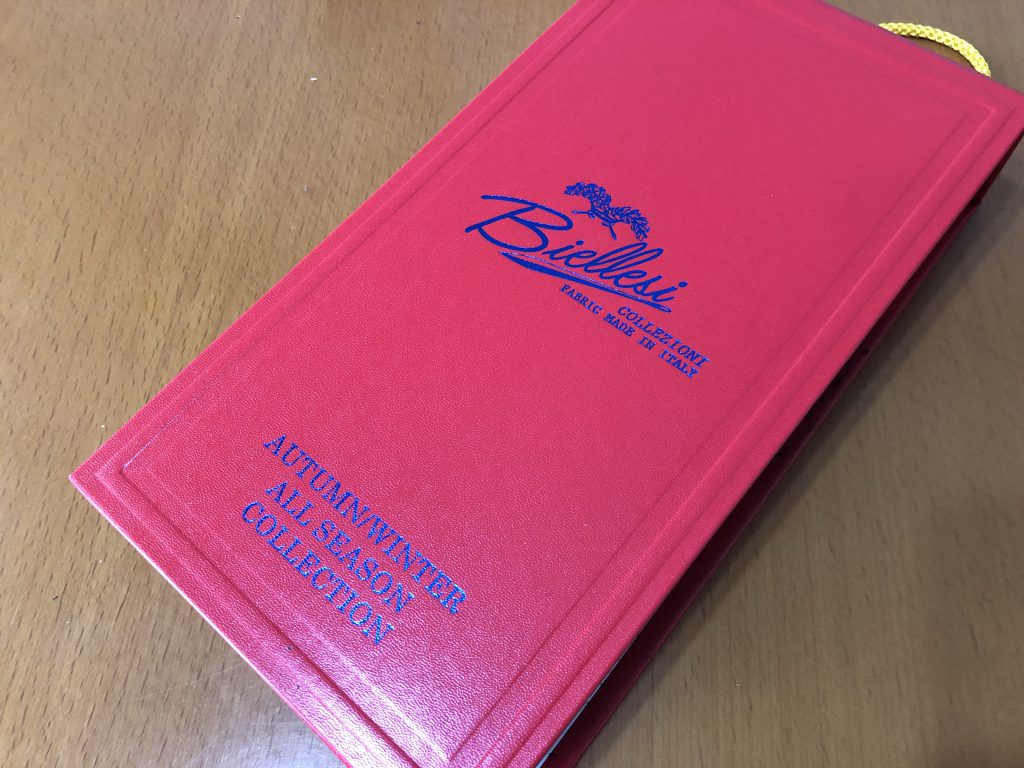 Biellesi
COLLEZIONI
FABRIC MADE IN ITALY
AUTUMN/WINTER
ALL SEASON
COLLECTION